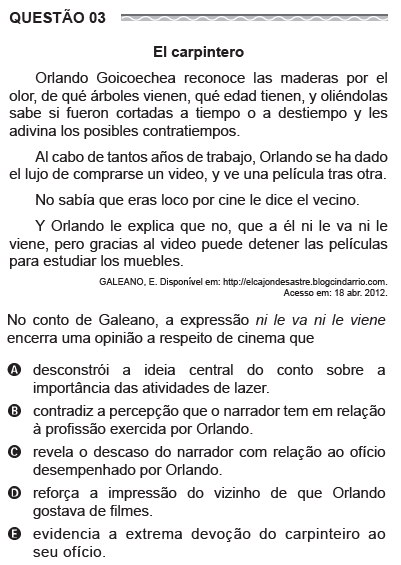 QUESTÃO 03
El carpintero
Orlando Goicoechea reconoce las maderas por el
olor, de qué árboles vienen, qué edad tienen, y oliéndolas
sabe si fueron cortadas a tiempo o a destiempo y les
adivina los posibles contratiempos.
Al cabo de tantos años de trabajo, Orlando se ha dado
el lujo de comprarse un video, y ve una película tras otra.
No sabía que eras loco por cine le dice el vecino.
Y Orlando le explica que no, que a él ni le va ni le
viene, pero gracias al video puede detener las películas
para estudiar los muebles.
GALEANO, E. Disponível em: http://elcajondesastre.blogcindario.com.
Acesso em: 18 abr. 2012.
No conto de Galeano, a expressão ni le va ni le viene
encerra uma opinião a respeito de cinema que
A desconstrói a ideia central do conto sobre a
importância das atividades de lazer.
B contradiz a percepção que o narrador tem em relação
à profissão exercida por Orlando.
C revela o descaso do narrador com relação ao ofício
desempenhado por Orlando.
D reforça a impressão do vizinho de que Orlando
gostava de filmes.
E evidencia a extrema devoção do carpinteiro ao
seu ofício.